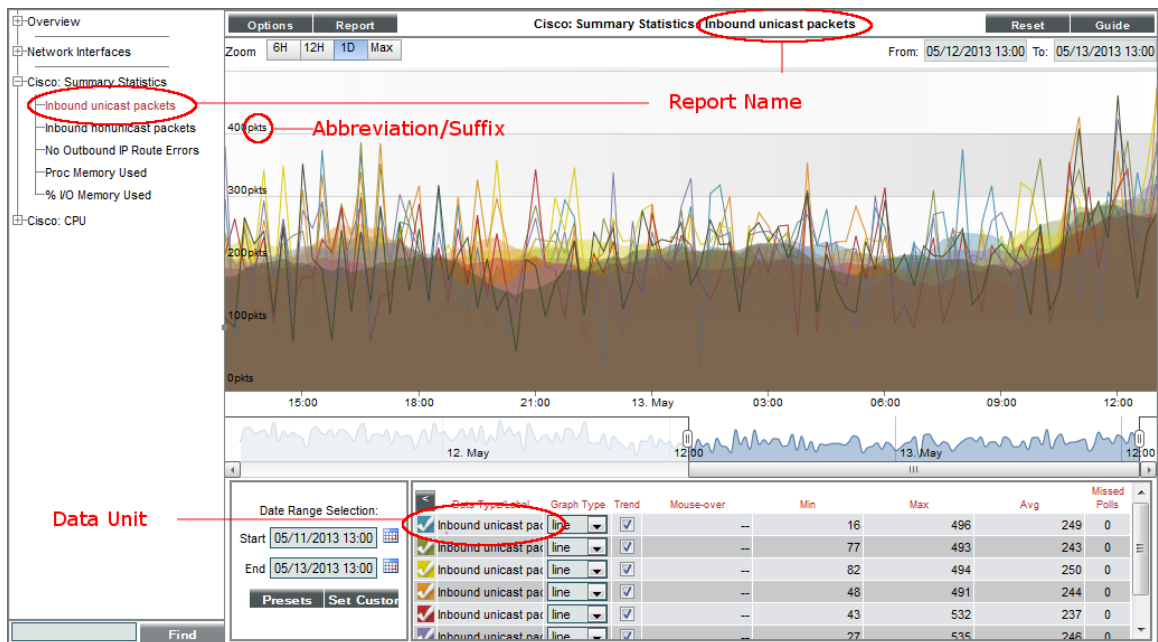 Overview
Network Interfaces
Cisco: Summary Statistics
Inbound unicast packets
Inbound nonunicast packets
No Outbound IP Route Errors
Proc Memory Used
% I/O Memory Used
Cisco: CPU
Find
Options Report Cisco: Summary Statistics: Inbound unicast packets Reset Guide
Zoom 6H 12H 1D Max From: 05/12/2013 13:00 To: 05/13/2013 13:00
Report Name
Abbreviation/Suffix
400pkts
300pkts
200pkts
100pkts
0pkts
15:00 18:00 21:00 13. May 03:00 06:00 09:00 12:00
12. May 12:00 13. May 12:00
Data Unit
Date Range Selection:
Start 05/11/2013 13:00
End 05/13/2013 13:00
Presets Set Custor
< Data Type/Label Graph Type Trend Mouse-over Min Max Avg Missed Polls
Inbound unicast pac line -- 16 496 249 0
Inbound unicast pac line -- 77 493 243 0
Inbound unicast pac line -- 82 494 250 0
Inbound unicast pac line -- 48 491 244 0
Inbound unicast pac line -- 43 532 237 0
Inbound unicast pac line -- 27 535 246 0